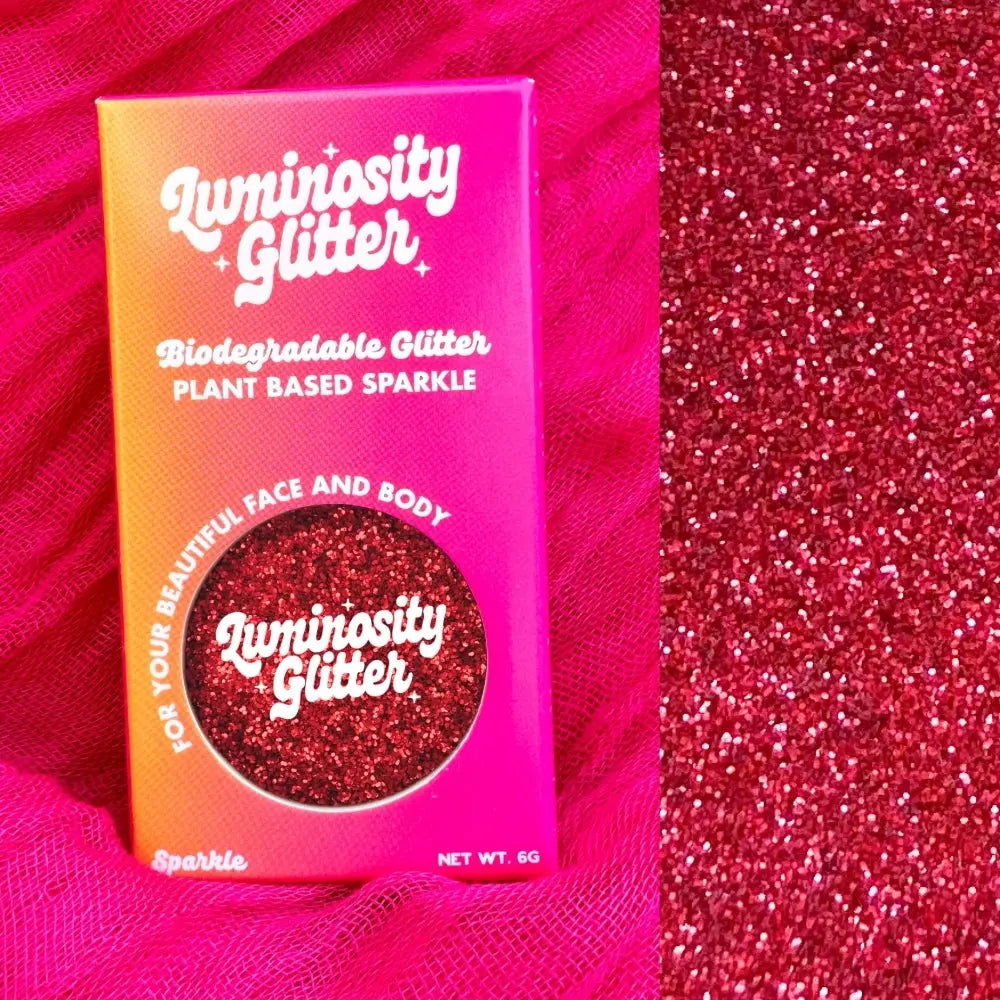 Luminosity
Glitter
Biodegradable Glitter
PLANT BASED SPARKLE
FOR YOUR BEAUTIFUL FACE AND BODY
Luminosity
Glitter
Sparkle
NET WT. 6G